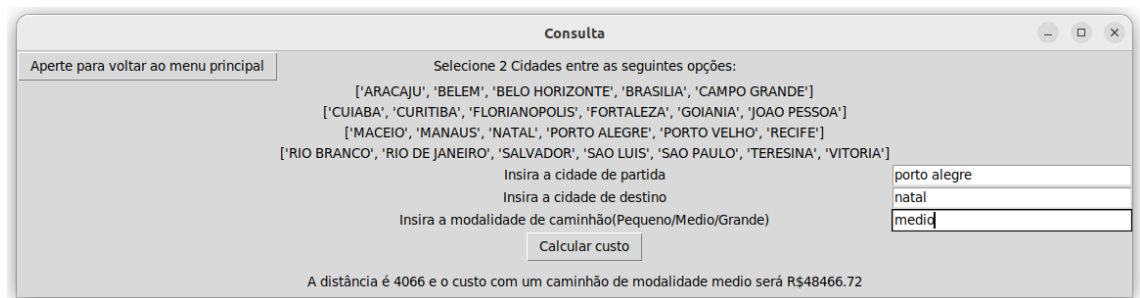 Consulta
Aperte para voltar ao menu principal
Selecione 2 Cidades entre as seguintes opções:
['ARACAJU', 'BELEM', 'BELO HORIZONTE', 'BRASILIA', 'CAMPO GRANDE']
['CUIABA', 'CURITIBA', 'FLORIANOPOLIS', 'FORTALEZA', 'GOIANIA', 'JOAO PESSOA']
['MACEIO', 'MANAUS', 'NATAL', 'PORTO ALEGRE', 'PORTO VELHO', 'RECIFE']
['RIO BRANCO', 'RIO DE JANEIRO', 'SALVADOR', 'SAO LUIS', 'SAO PAULO', 'TERESINA', 'VITORIA']
Insira a cidade de partida
porto alegre
Insira a cidade de destino
natal
Insira a modalidade de caminhão(Pequeno/Medio/Grande)
medio
Calcular custo
A distância é 4066 e o custo com um caminhão de modalidade medio será R$48466.72